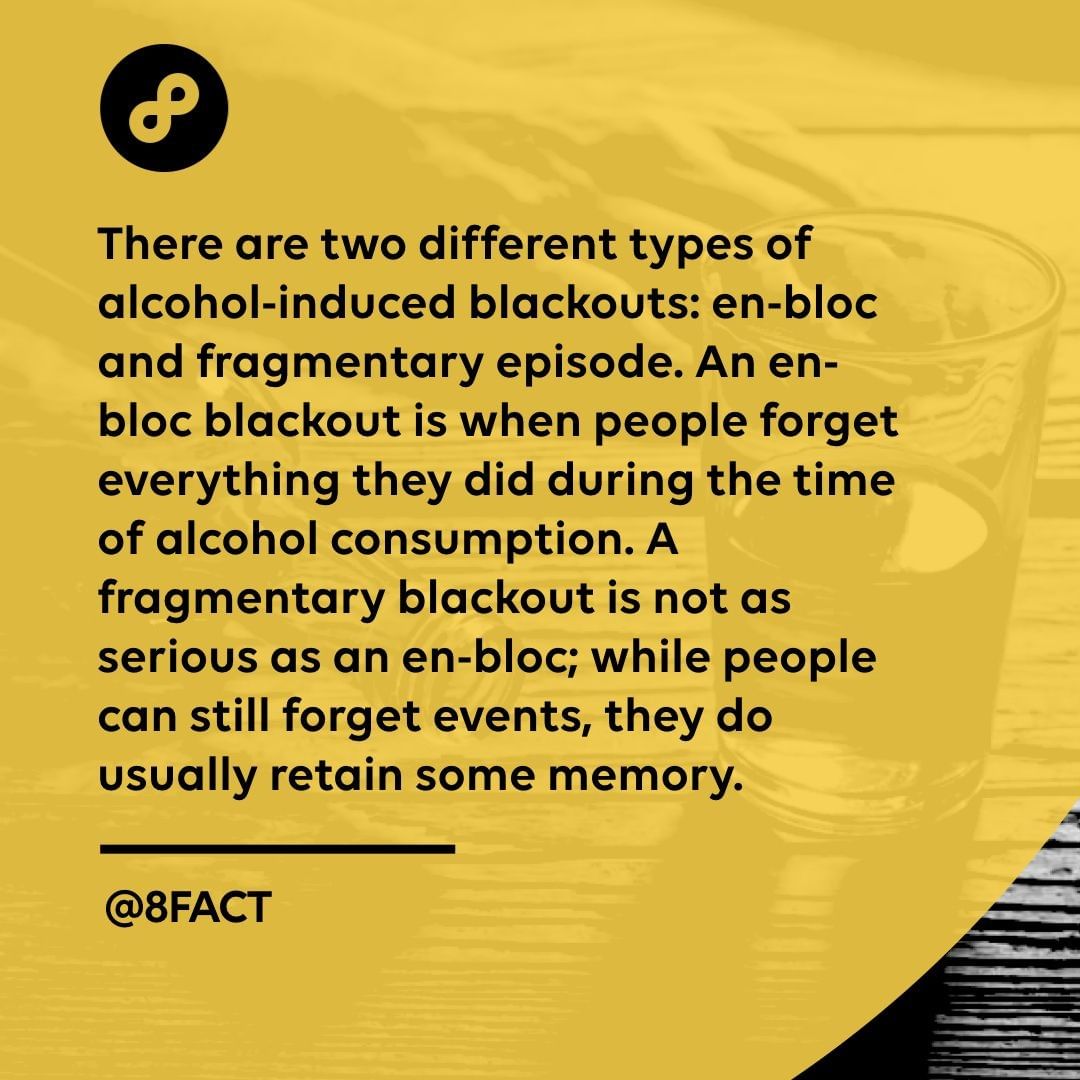 There are two different types of
alcohol-induced blackouts: en-bloc
and fragmentary episode. An en-
bloc blackout is when people forget
everything they did during the time
of alcohol consumption. A
fragmentary blackout is not as
serious as an en-bloc; while people
can still forget events, they do
usually retain some memory.
@8FACT